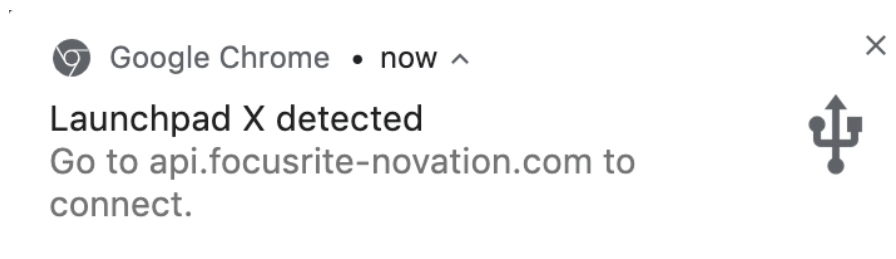 Google Chrome • now
Launchpad X detected
Go to api.focusrite-novation.com to
connect.